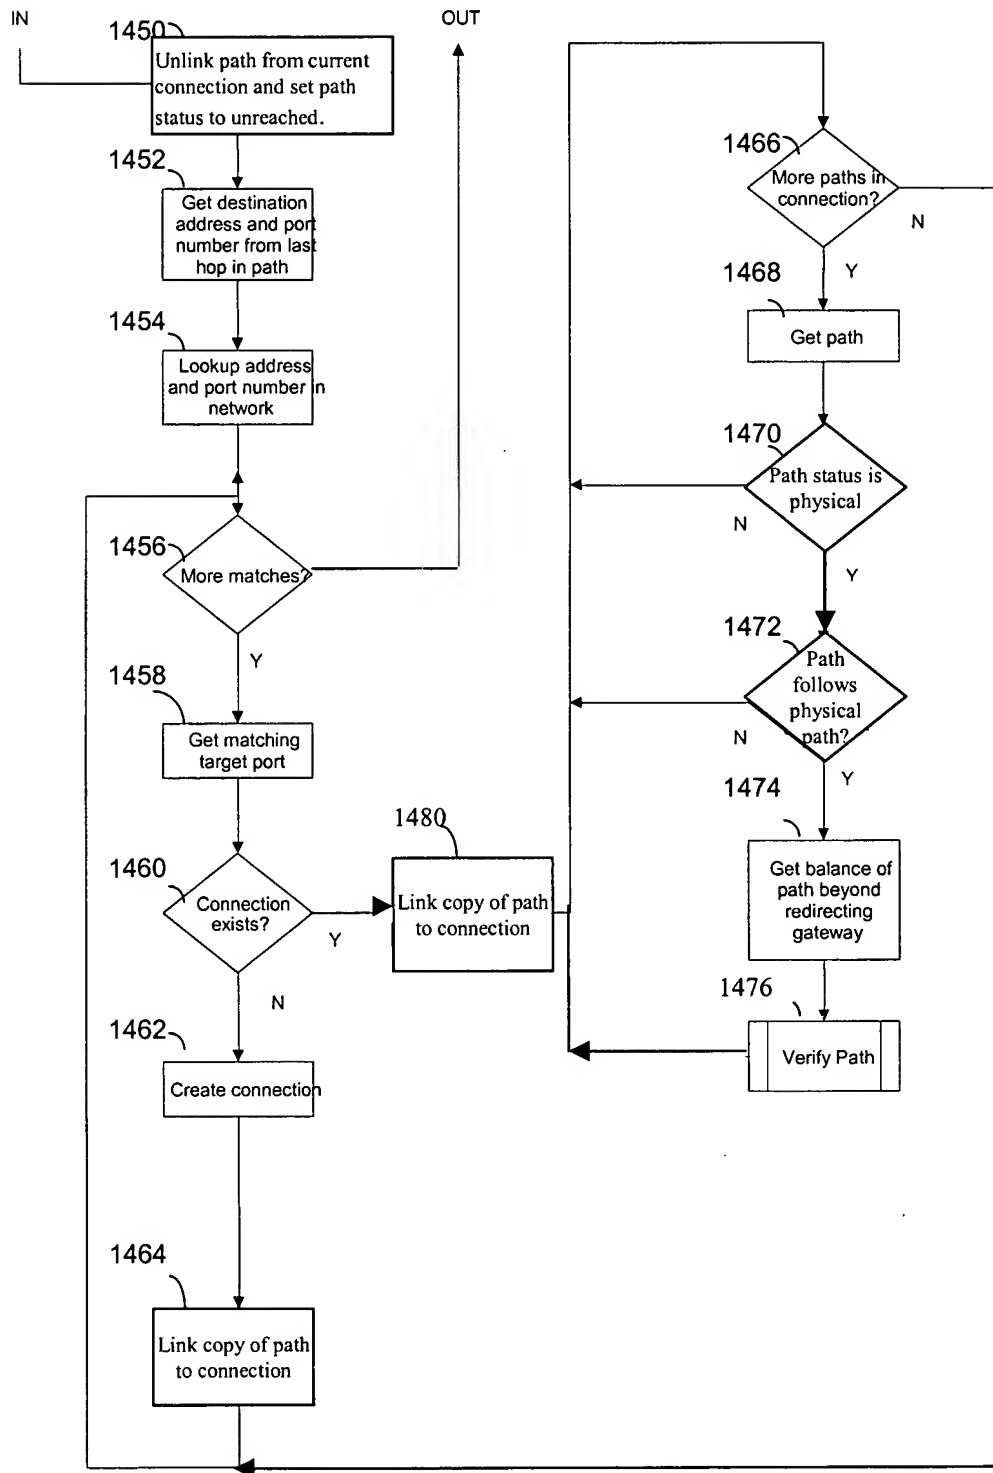 IN
OUT
1450
Unlink path from current
connection and set path
status to unreached.
1452
Get destination
address and port
number from last
hop in path
1454
Lookup address
and port number in
network
1456
More matches?
Y
1458
Get matching
target port
1460
Connection
exists?
Y
N
1480
Link copy of path
to connection
1462
Create connection
1464
Link copy of path
to connection
1466
More paths in
connection?
N
Y
1468
Get path
1470
Path status is
physical
N
Y
1472
Path
follows
physical
path?
N
Y
1474
Get balance of
path beyond
redirecting
gateway
1476
Verify Path